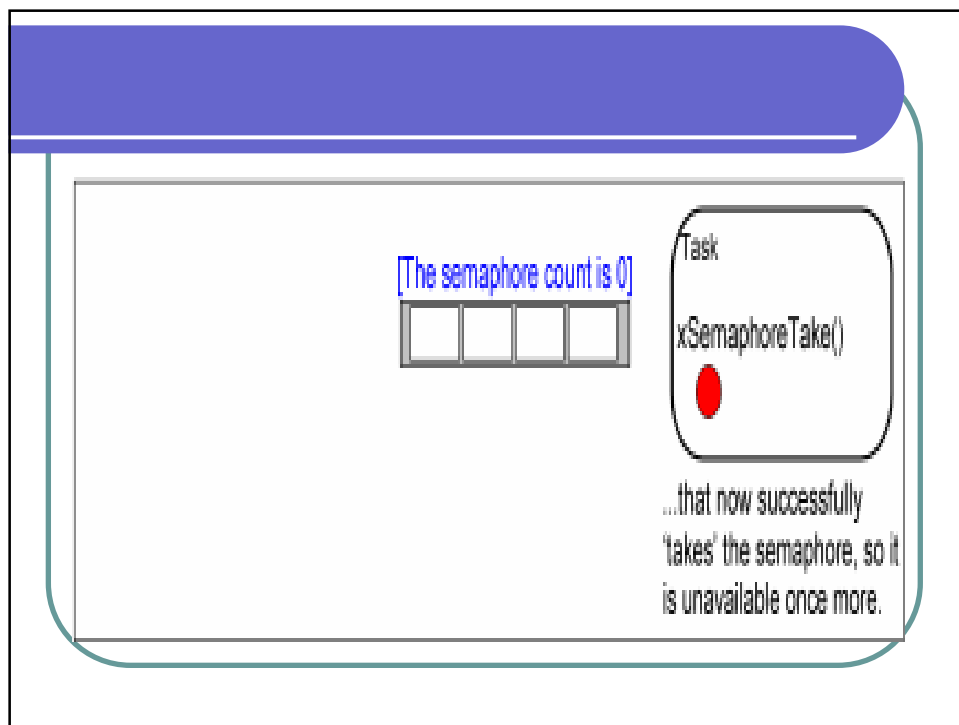 [The semaphore count is 0]
Task
xSemaphoreTake()
...that now successfully
'takes' the semaphore, so it
is unavailable once more.